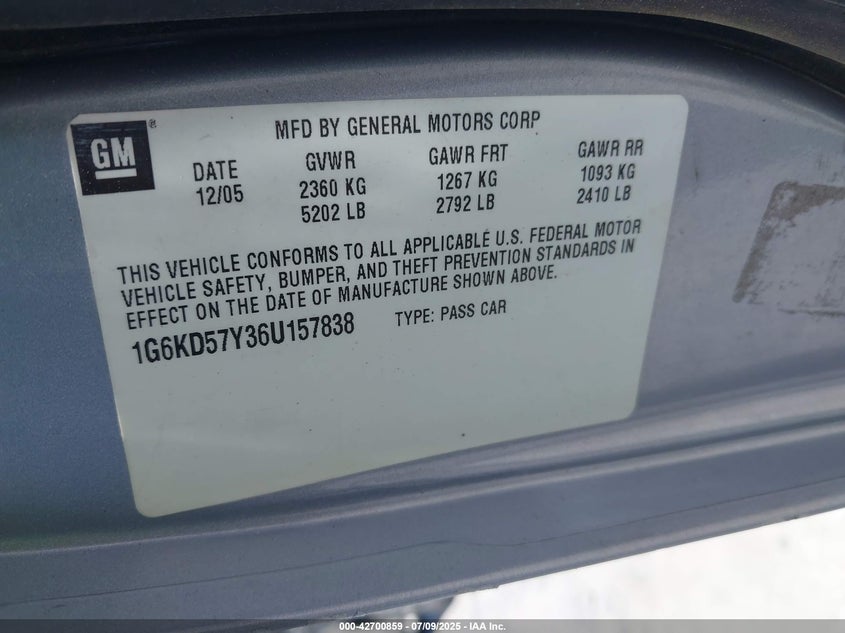 GM®
MFD BY GENERAL MOTORS CORP
DATE GVWR GAWR FRT GAWR RR
12/05 2360 KG 1267 KG 1093 KG
5202 LB 2792 LB 2410 LB
THIS VEHICLE CONFORMS TO ALL APPLICABLE U.S. FEDERAL MOTOR
VEHICLE SAFETY, BUMPER, AND THEFT PREVENTION STANDARDS IN
EFFECT ON THE DATE OF MANUFACTURE SHOWN ABOVE.
1G6KD57Y36U157838 TYPE: PASS CAR
000-42700859 - 07/09/2025 - IAA Inc.